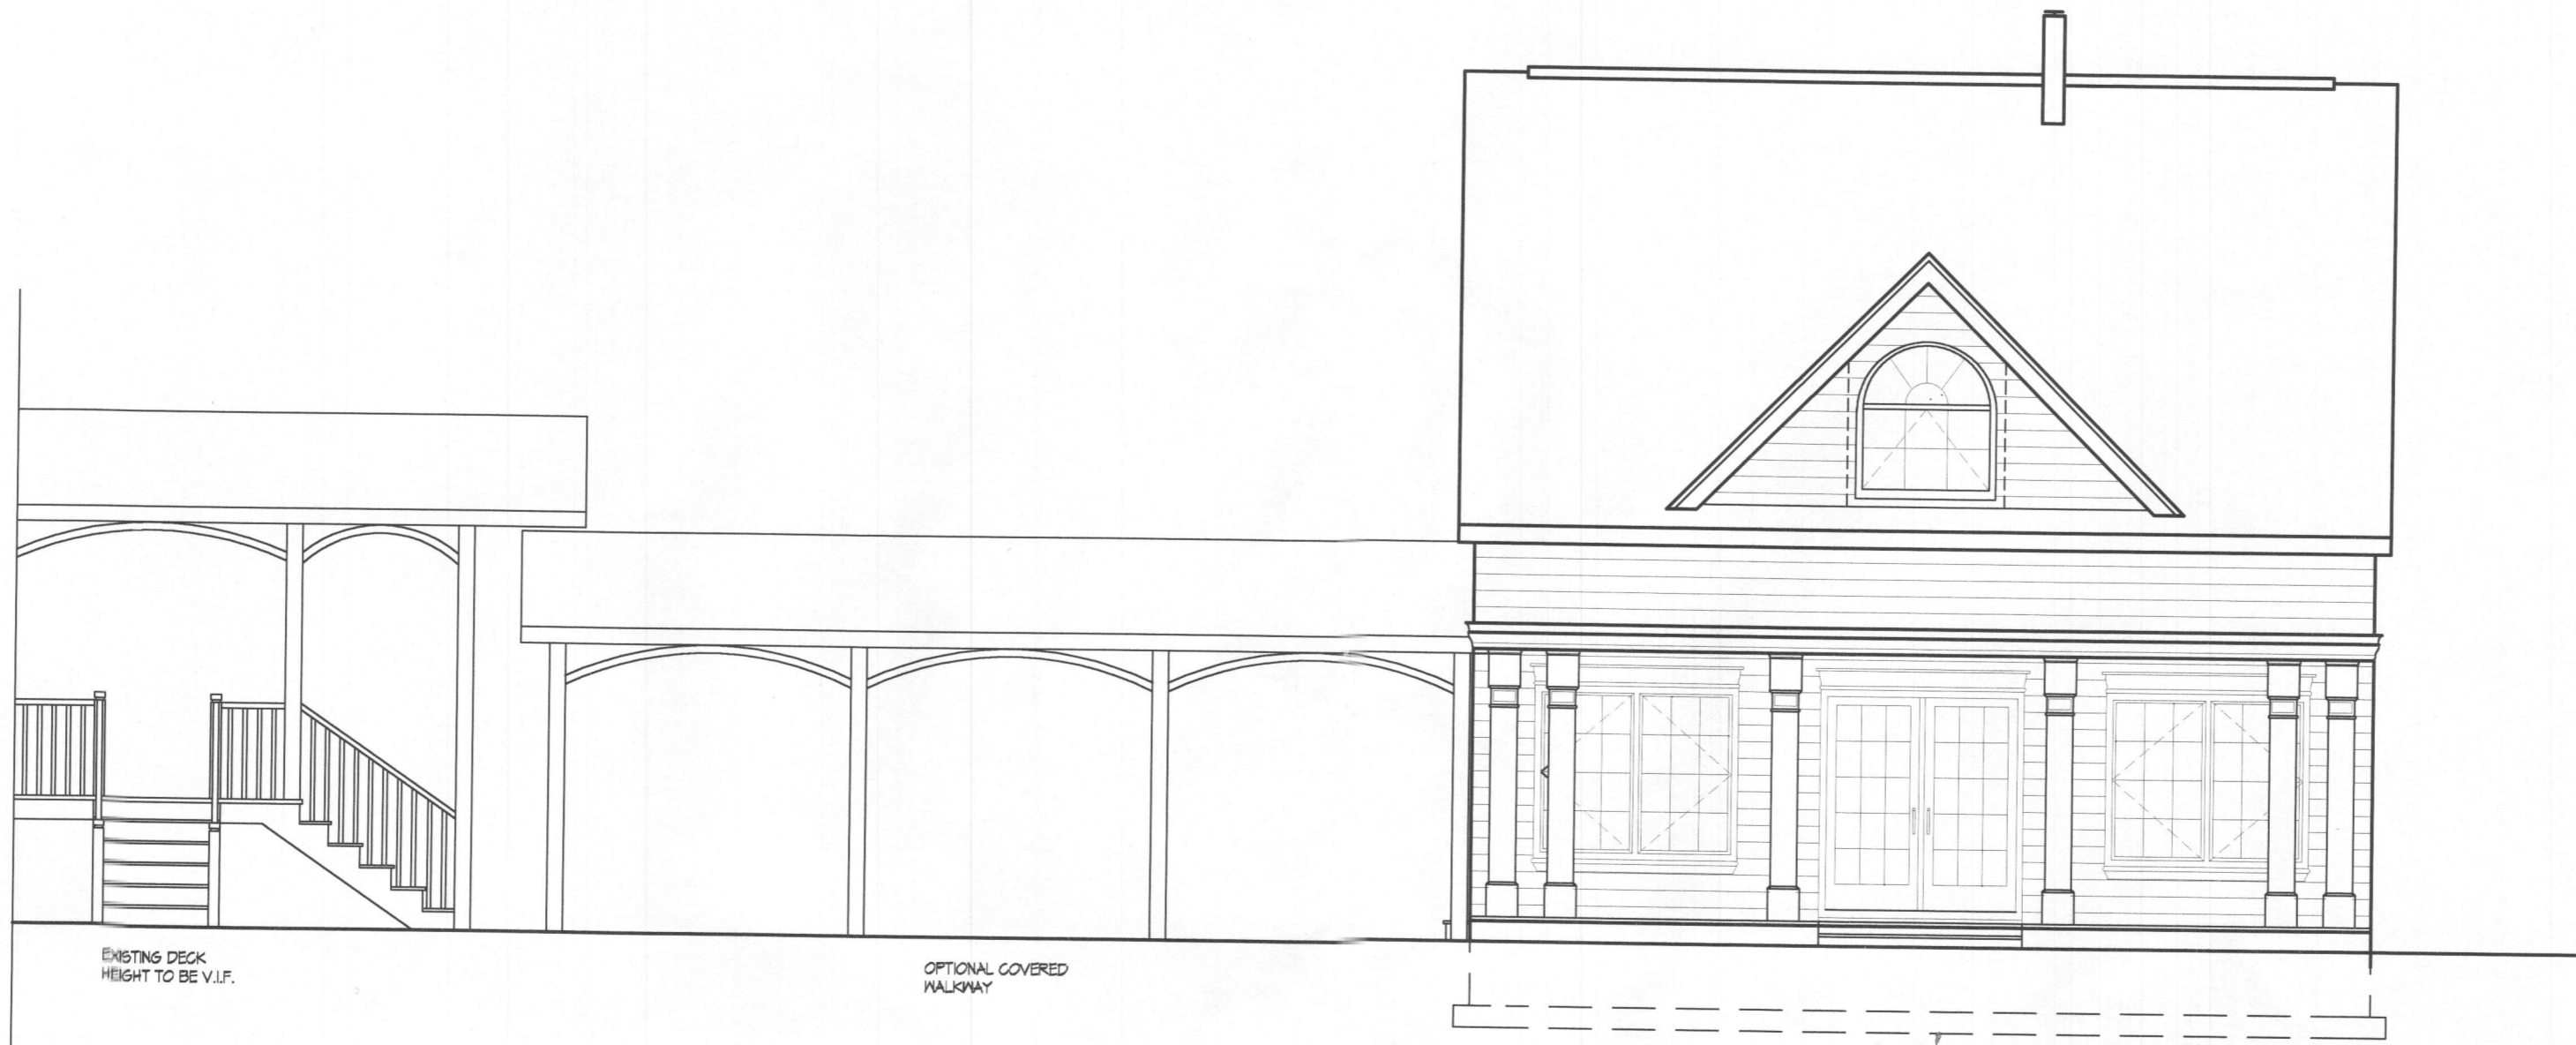 EXISTING DECK
HEIGHT TO BE V.I.F.
OPTIONAL COVERED
WALKWAY